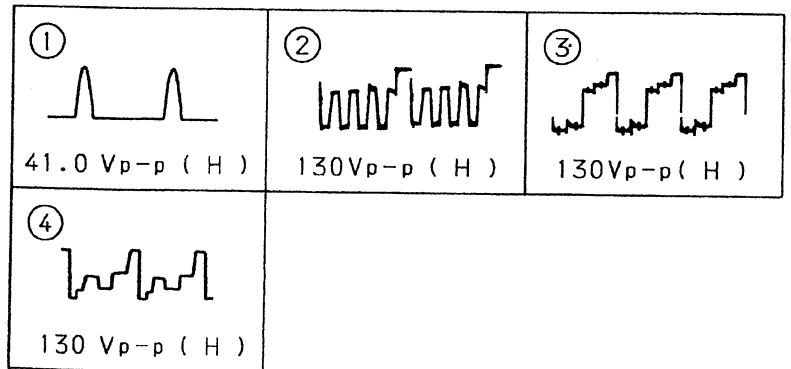 ①
②
③
41.0 Vp-p ( H )
130Vp-p ( H )
130Vp-p( H )
④
130 Vp-p ( H )